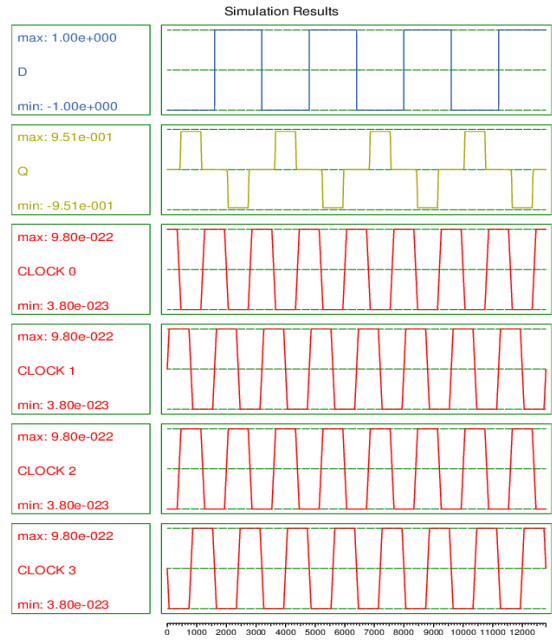 Simulation Results
max: 1.00e+000
D
min: -1.00e+000
max: 9.51e-001
Q
min: -9.51e-001
max: 9.80e-022
CLOCK 0
min: 3.80e-023
max: 9.80e-022
CLOCK 1
min: 3.80e-023
max: 9.80e-022
CLOCK 2
min: 3.80e-023
max: 9.80e-022
CLOCK 3
min: 3.80e-023
0 1000 2000 3000 4000 5000 6000 7000 8000 9000 10000 11000 12000